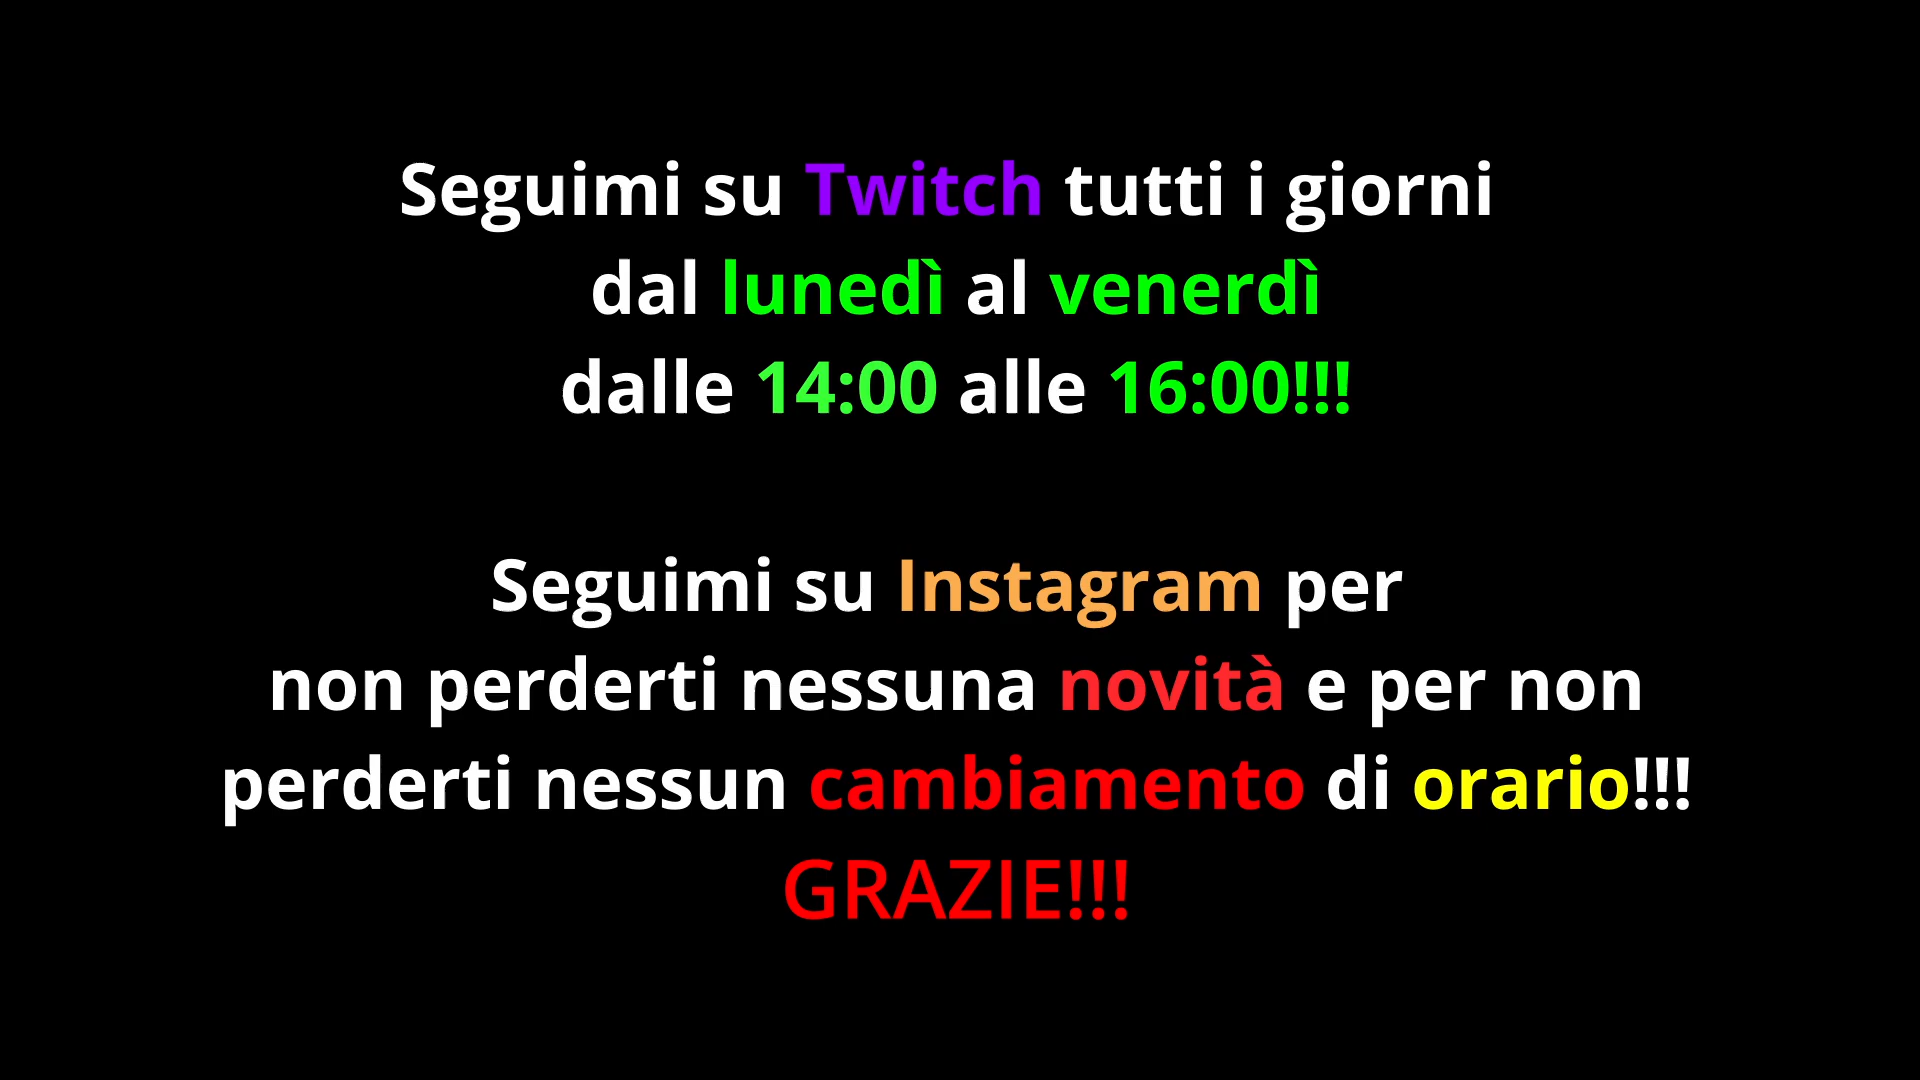 Seguimi su Twitch tutti i giorni
dal lunedì al venerdì
dalle 14:00 alle 16:00!!!
Seguimi su Instagram per
non perderti nessuna novità e per non
perderti nessun cambiamento di orario!!!
GRAZIE!!!